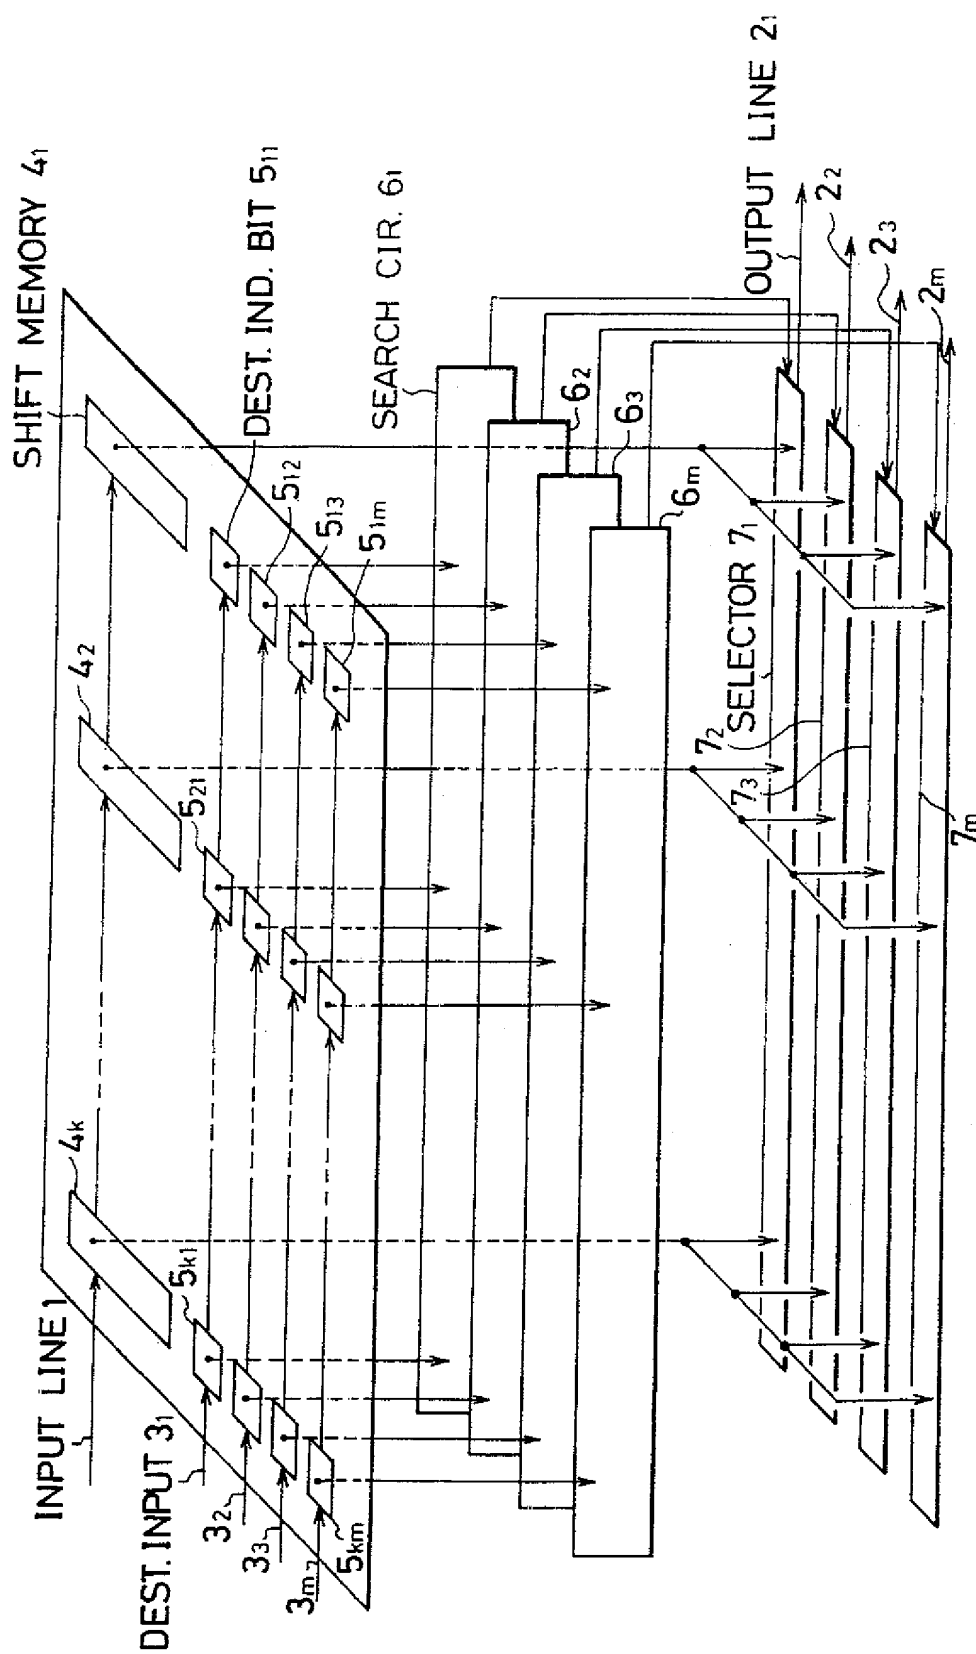 INPUT LINE 1
DEST. INPUT 3₁
3₂
3₃
3m
4k
5k1
5km
4₂
5₂₁
SHIFT MEMORY 4₁
DEST. IND. BIT 5₁₁
5₁₂
5₁₃
5₁m
SEARCH CIR. 6₁
6₂
6₃
6m
SELECTOR 7₁
7₂
7₃
7m
OUTPUT LINE 2₁
2₂
2₃
2m